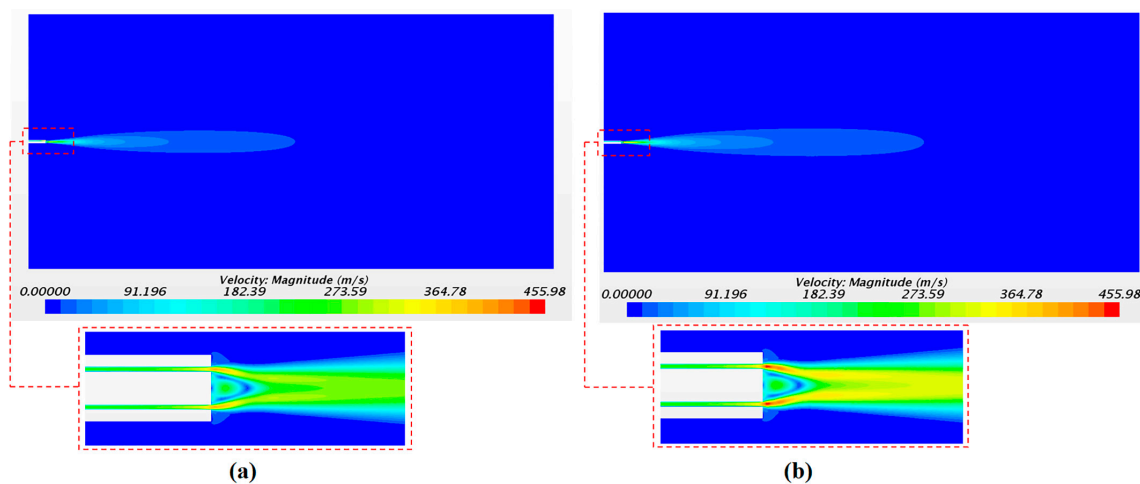 Velocity: Magnitude (m/s)
0.00000 91.196 182.39 273.59 364.78 455.98
Velocity: Magnitude (m/s)
0.00000 91.196 182.39 273.59 364.78 455.98
(a)
(b)